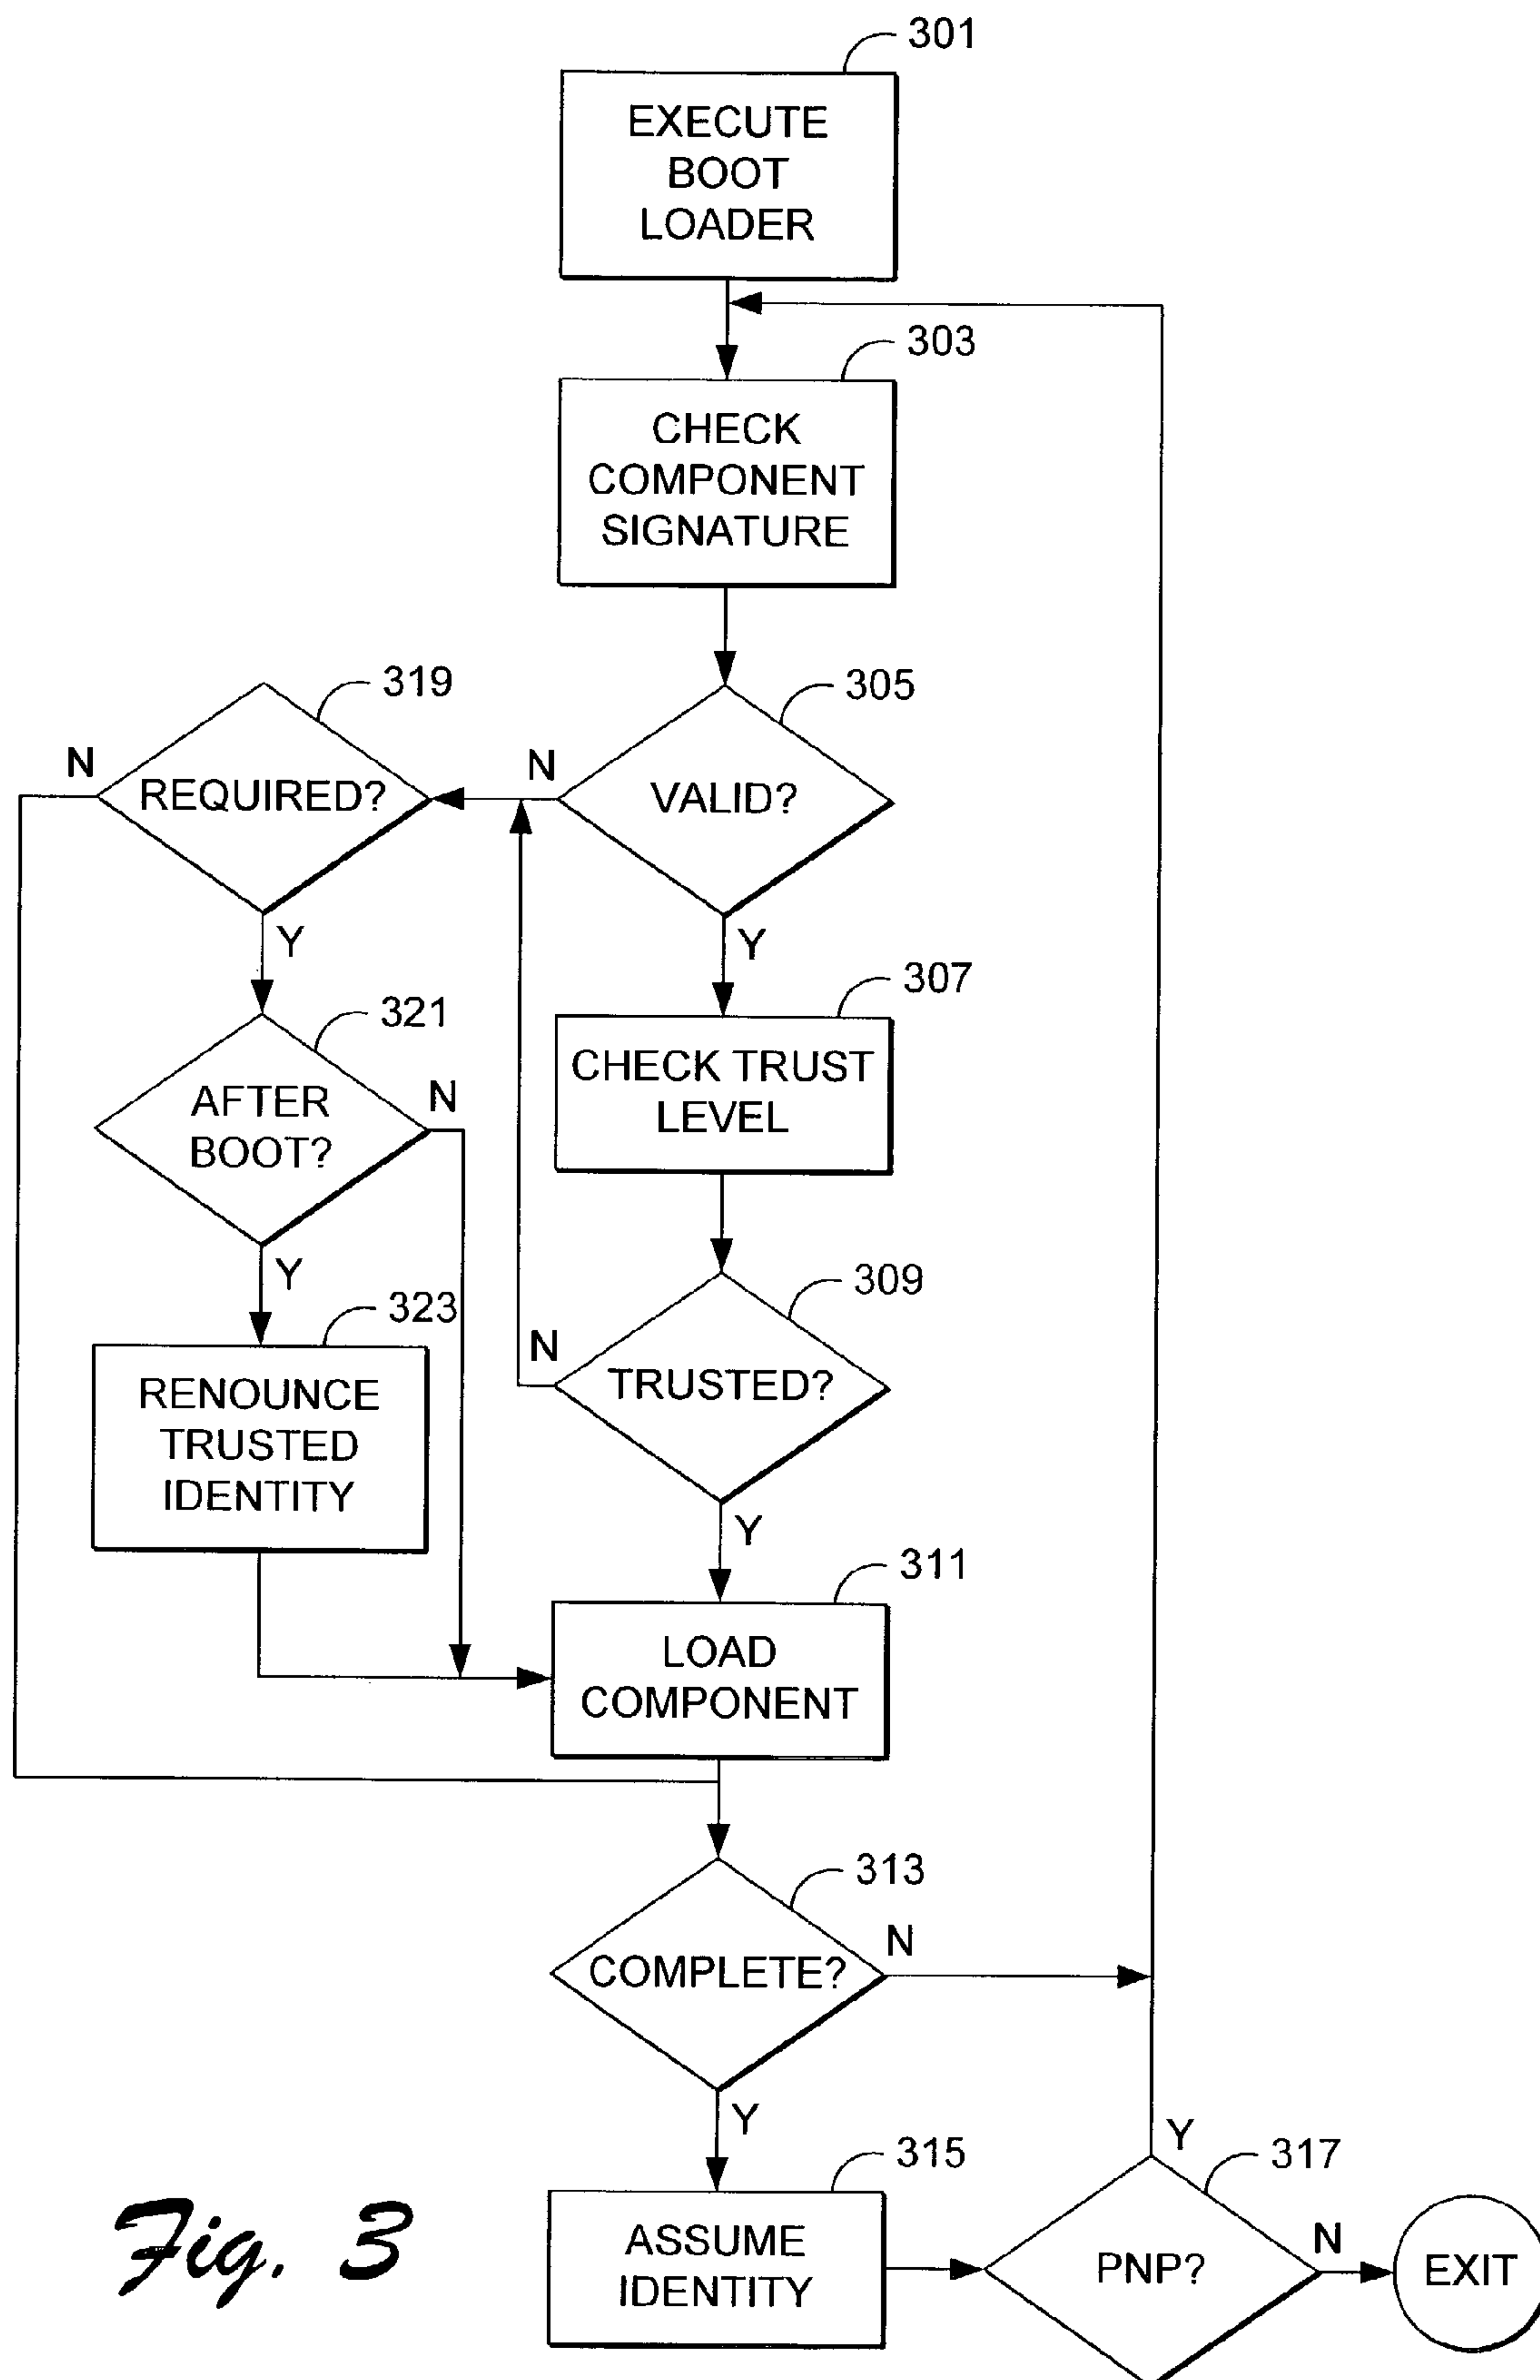 301
EXECUTE
BOOT
LOADER
303
CHECK
COMPONENT
SIGNATURE
319
305
N
REQUIRED?
N
VALID?
Y
Y
307
321
CHECK TRUST
LEVEL
AFTER
BOOT?
N
Y
309
323
N
TRUSTED?
RENOUNCE
TRUSTED
IDENTITY
Y
311
LOAD
COMPONENT
313
N
COMPLETE?
Y
Y
315
317
ASSUME
IDENTITY
PNP?
N
EXIT
Fig. 3